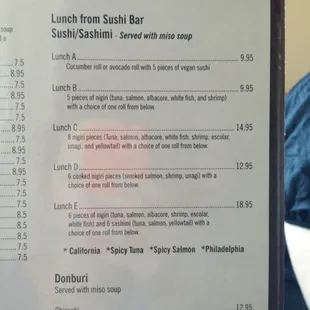 soup
7.5
8.95
7.5
7.5
8.95
7.5
7.5
8.95
7.5
7.5
8.95
7.5
7.5
7.5
8.5
8.5
8.5
7.5
Lunch from Sushi Bar
Sushi/Sashimi - Served with miso soup
Lunch A 9.95
Cucumber roll or avocado roll with 5 pieces of vegan sushi
Lunch B 9.95
5 pieces of nigiri (tuna, salmon, albacore, white fish, and shrimp)
with a choice of one roll from below.
Lunch C 14.95
8 nigiri pieces (Tuna, salmon, albacore, white fish, shrimp, escolar,
unagi, and yellowtail) with a choice of one roll from below.
Lunch D 12.95
6 cooked nigiri pieces (smoked salmon, shrimp, unagi) with a
choice of one roll from below.
Lunch E 18.95
6 pieces of nigiri (tuna, salmon, albacore, shrimp, escolar,
white fish) and 6 sashimi (tuna, salmon, yellowtail) with a
choice of one roll from below.
* California *Spicy Tuna *Spicy Salmon *Philadelphia
Donburi
Served with miso soup
12.95